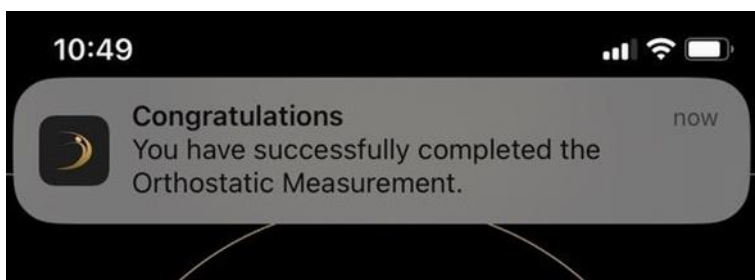 10:49
Congratulations
now
You have successfully completed the
Orthostatic Measurement.